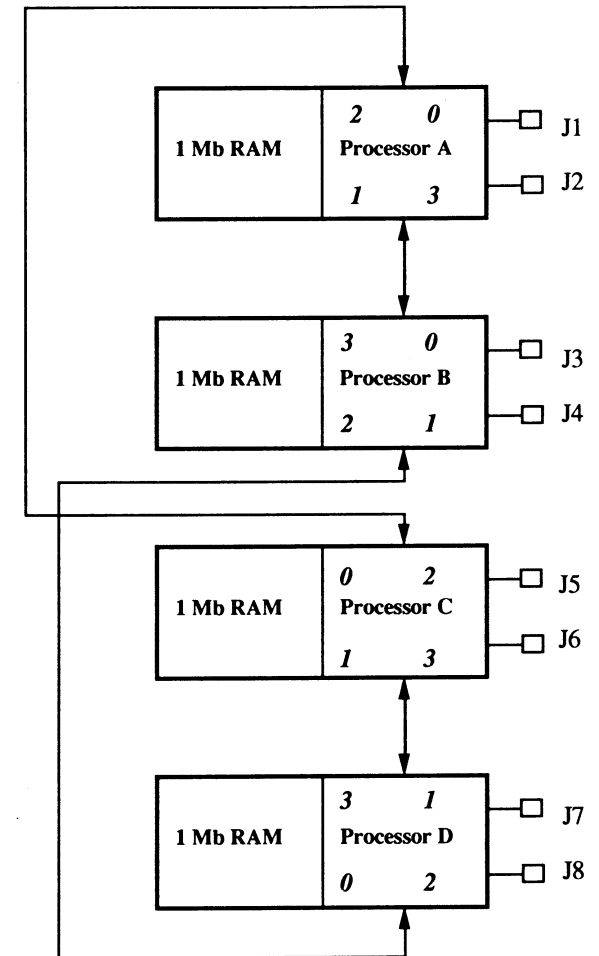 2 0
J1
1 Mb RAM Processor A
J2
1 3
3 0
J3
1 Mb RAM Processor B
J4
2 1
0 2
J5
1 Mb RAM Processor C
J6
1 3
3 1
J7
1 Mb RAM Processor D
J8
0 2